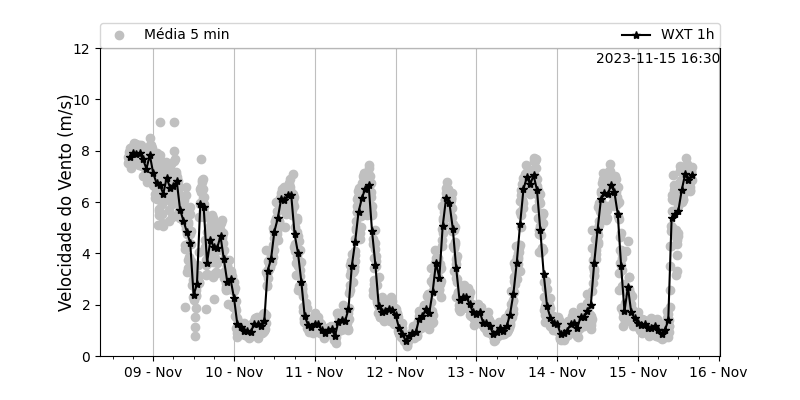 Média 5 min
WXT 1h
2023-11-15 16:30
Velocidade do Vento (m/s)
12
10
8
6
4
2
0
09 - Nov
10 - Nov
11 - Nov
12 - Nov
13 - Nov
14 - Nov
15 - Nov
16 - Nov